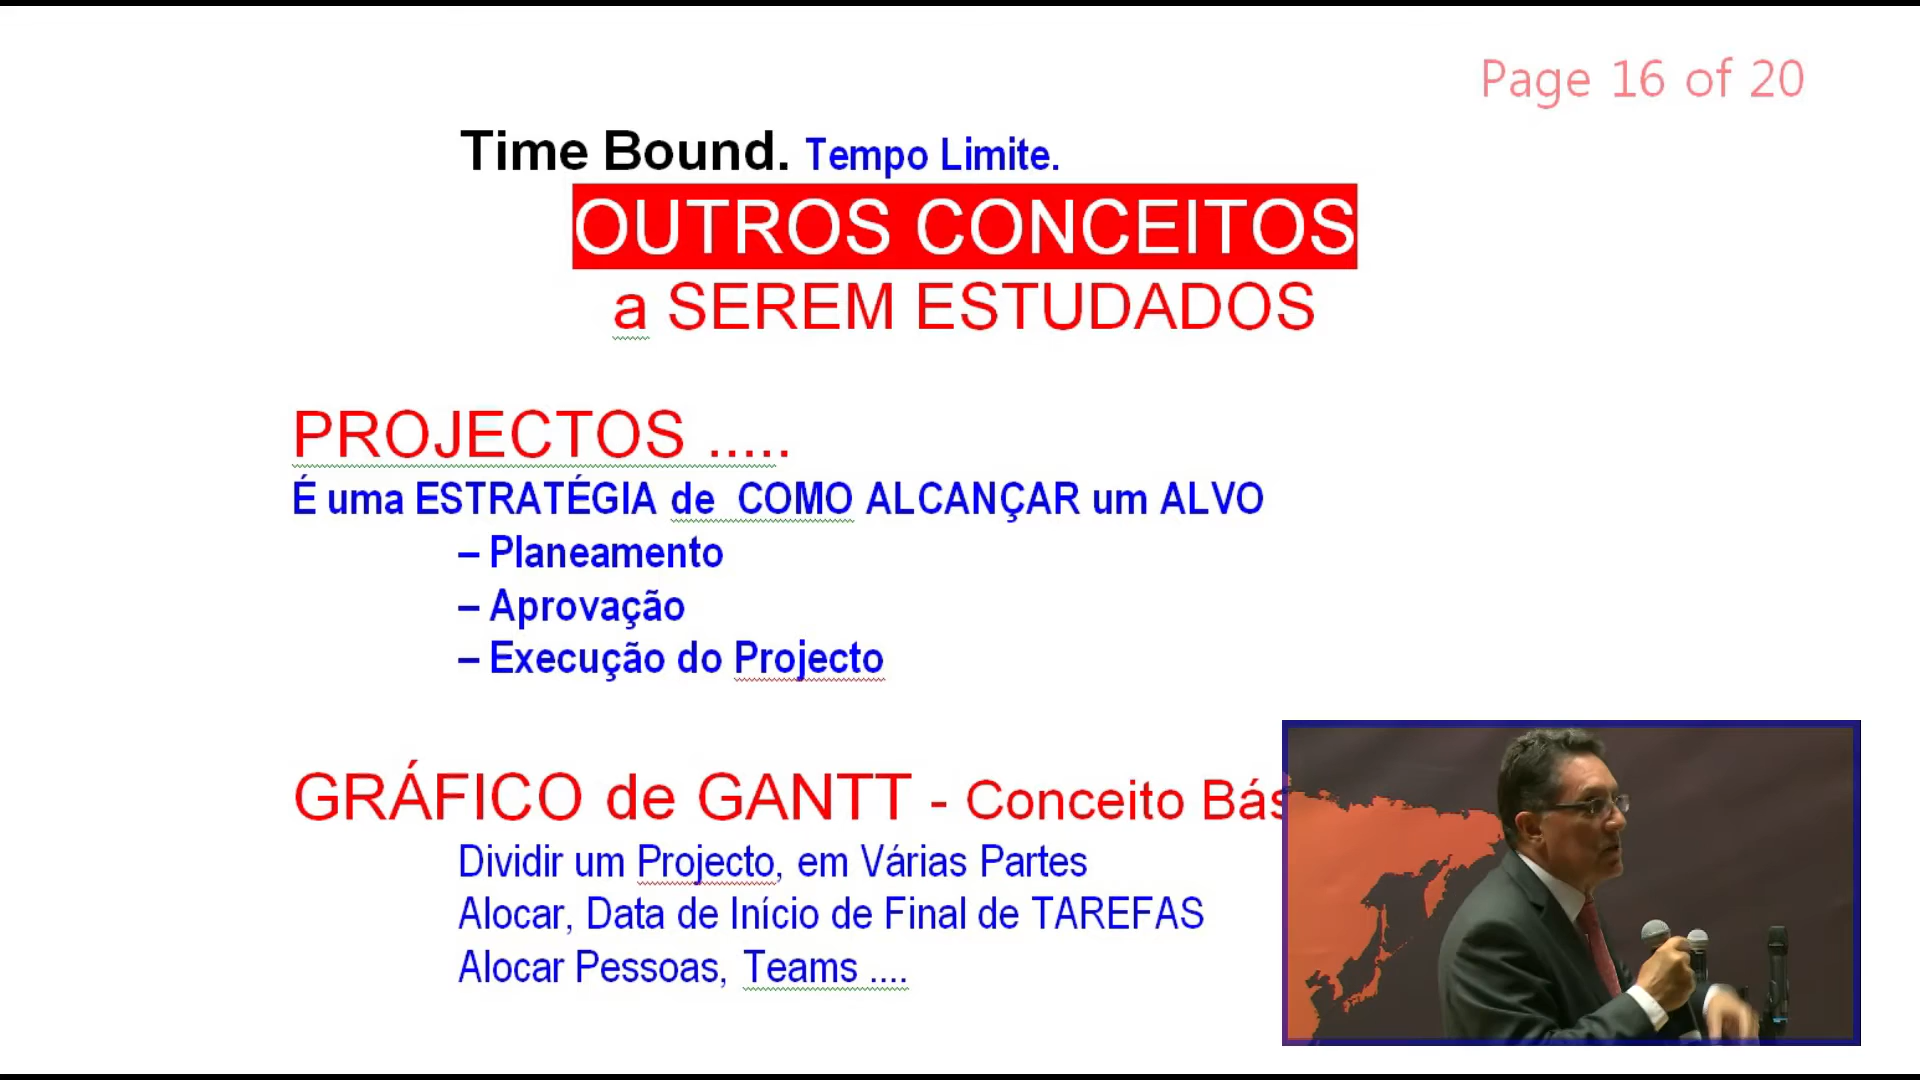 Page 16 of 20
Time Bound. Tempo Limite.
OUTROS CONCEITOS
a SEREM ESTUDADOS
PROJECTOS .....
É uma ESTRATÉGIA de COMO ALCANÇAR um ALVO
– Planeamento
– Aprovação
– Execução do Projecto
GRÁFICO de GANTT - Conceito
Dividir um Projecto, em Várias Partes
Alocar, Data de Início de Final de TAREFAS
Alocar Pessoas, Teams ....